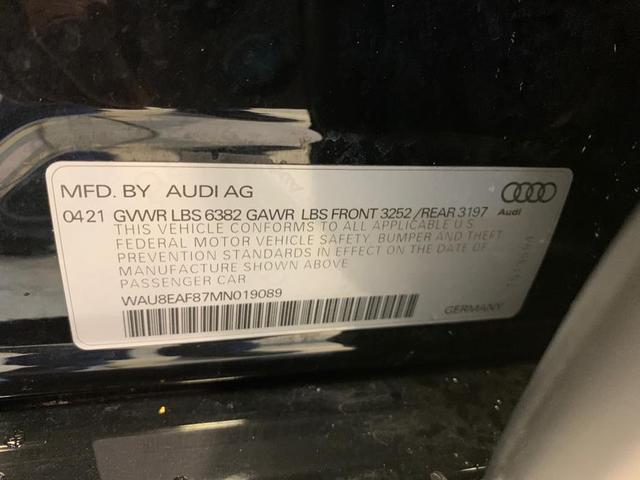 MFD. BY AUDI AG
0421 GVWR LBS 6382 GAWR LBS FRONT 3252 /REAR 3197
Audi
THIS VEHICLE CONFORMS TO ALL APPLICABLE U.S.
FEDERAL MOTOR VEHICLE SAFETY, BUMPER AND THEFT
PREVENTION STANDARDS IN EFFECT ON THE DATE OF
MANUFACTURE SHOWN ABOVE
PASSENGER CAR
WAU8EAF87MN019089
GERMANY